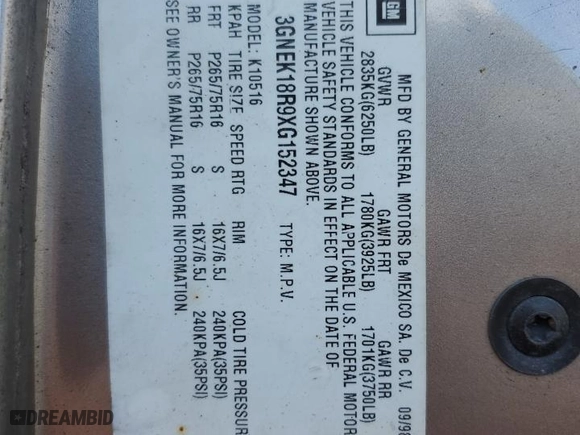 GM
MFD BY GENERAL MOTORS De MEXICO SA. De C.V. 09/98
GVWR GAWR FRT GAWR RR
2835KG(6250LB) 1780KG(3925LB) 1701KG(3750LB)
THIS VEHICLE CONFORMS TO ALL APPLICABLE U.S. FEDERAL MOTOR
VEHICLE SAFETY STANDARDS IN EFFECT ON THE DATE OF
MANUFACTURE SHOWN ABOVE.
3GNEK18R9XG152347 TYPE: M.P.V.
MODEL: K10516
KPAH TIRE SIZE SPEED RTG RIM COLD TIRE PRESSUR
FRT P265/75R16 S 16X7/6.5J 240KPA(35PSI)
RR P265/75R16 S 16X7/6.5J 240KPA(35PSI)
SEE OWNER'S MANUAL FOR MORE INFORMATION.
DREAMBID